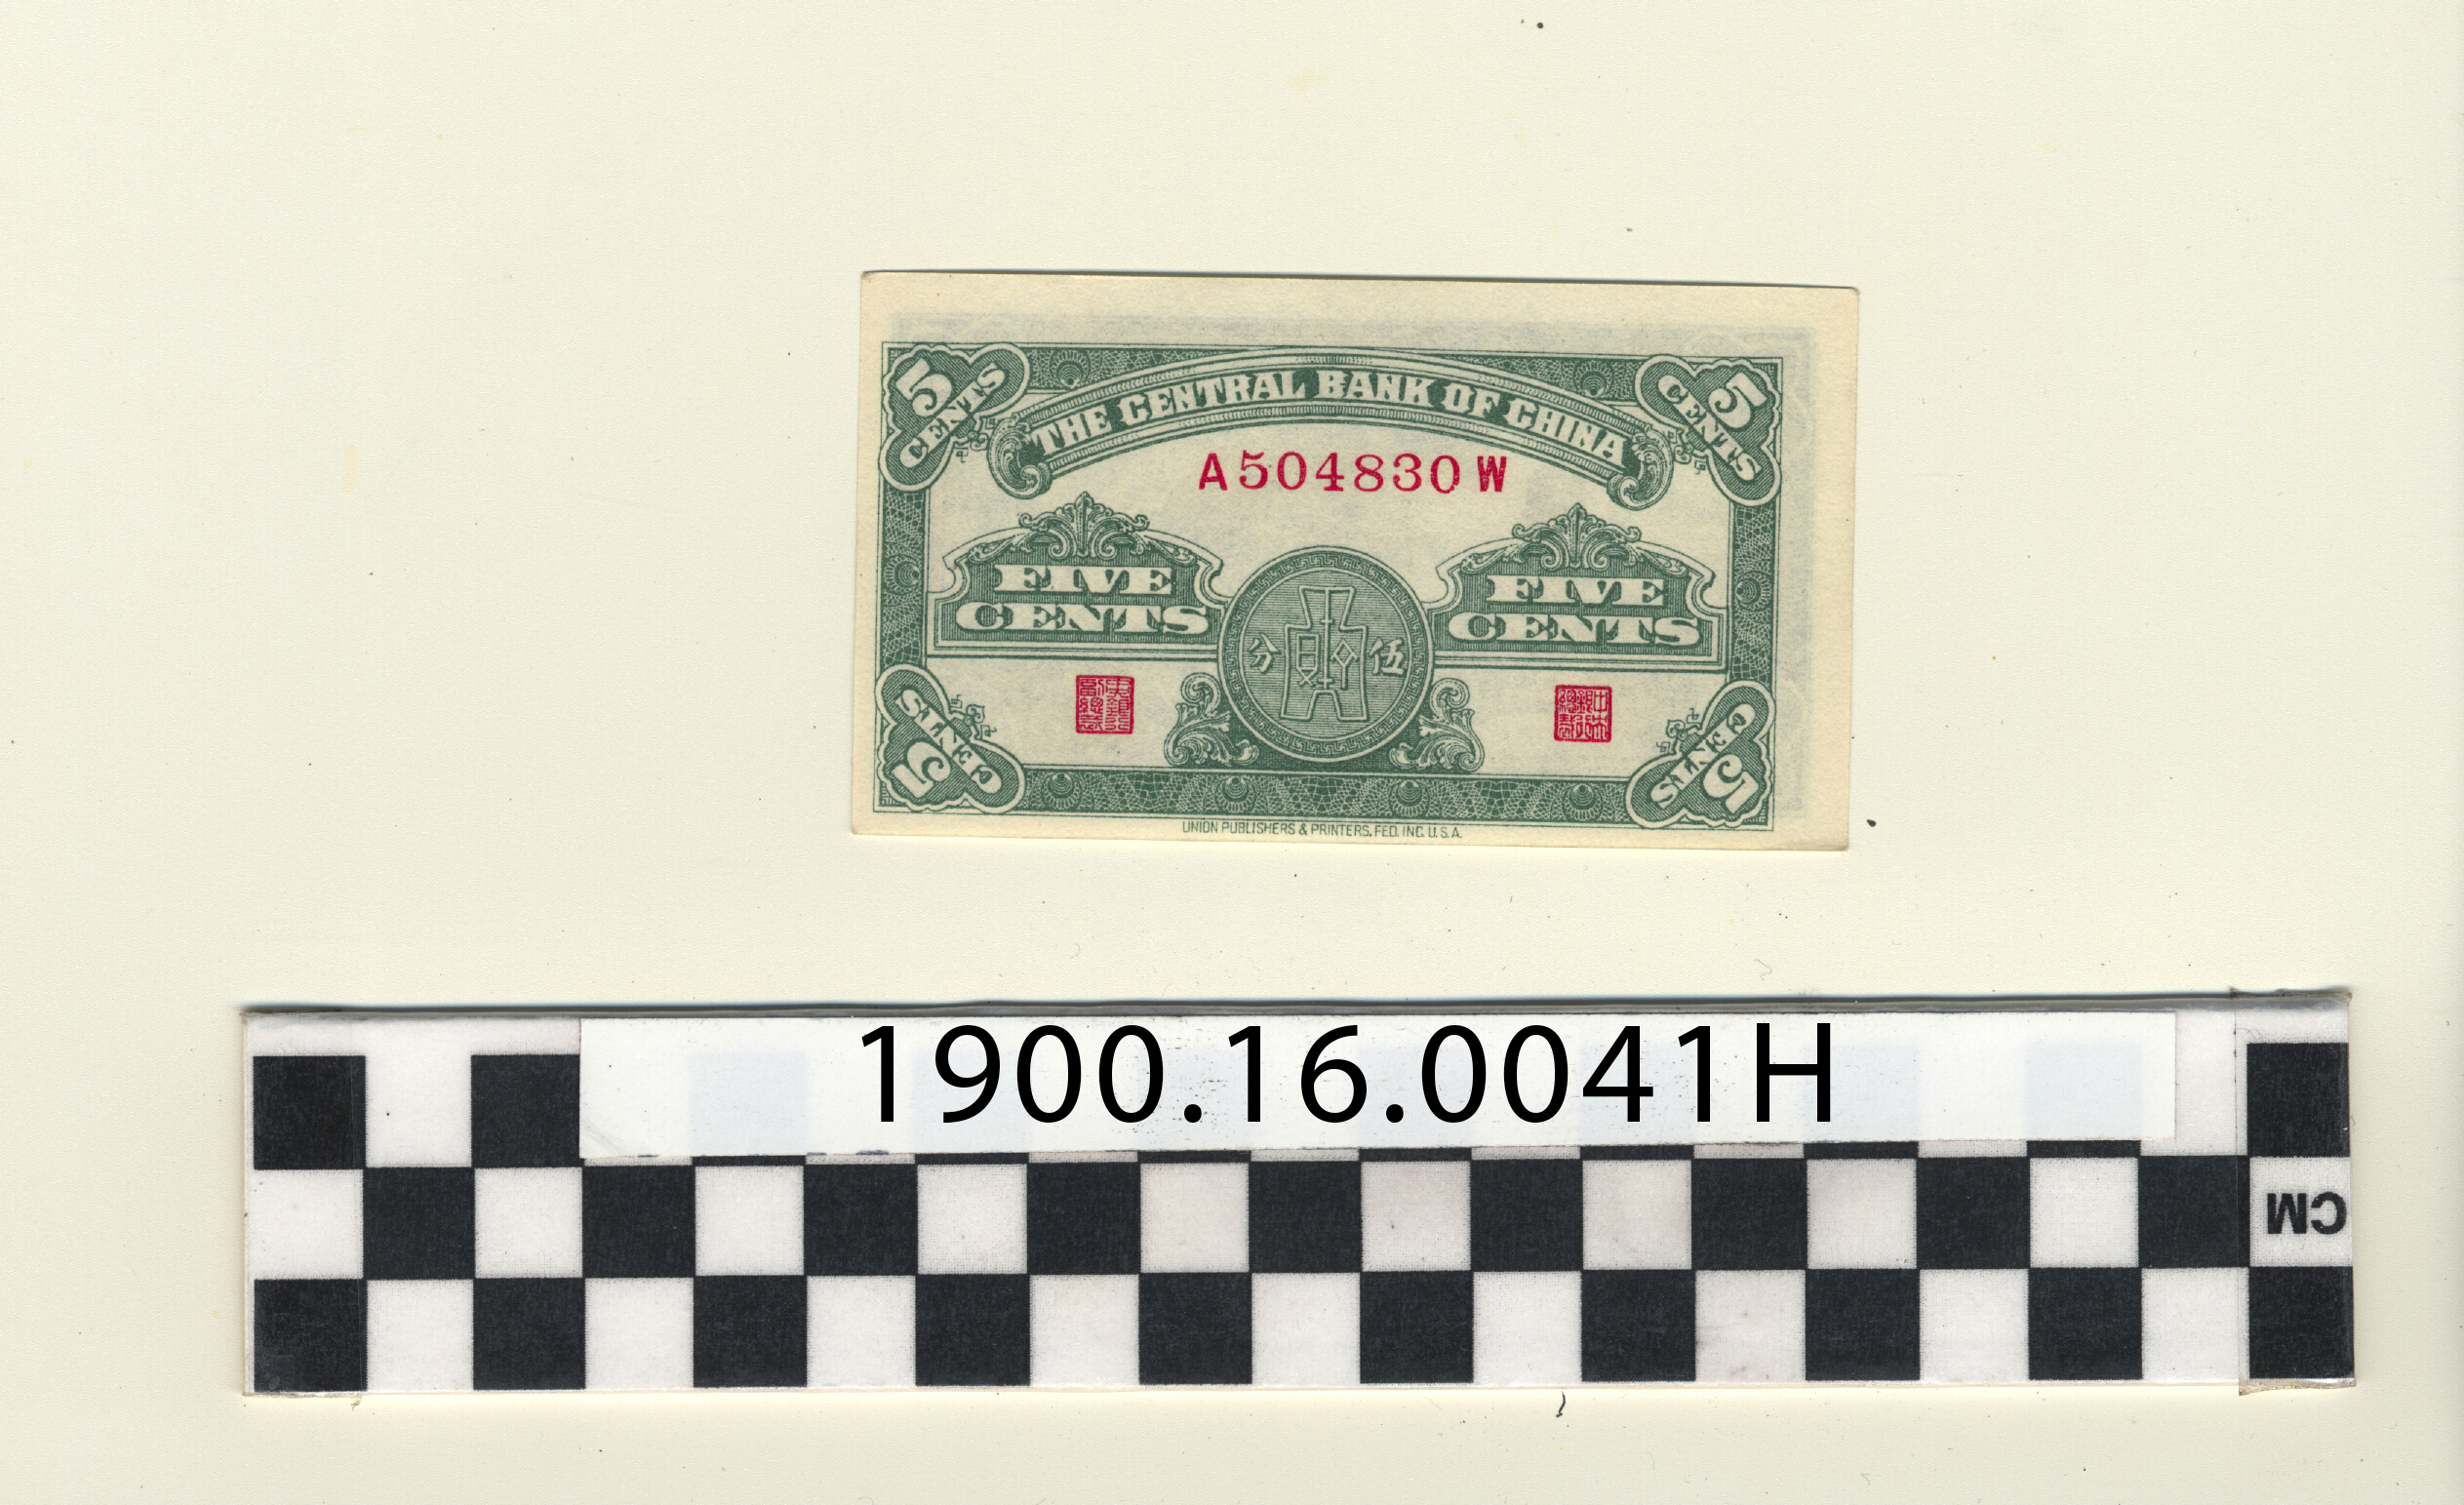 5 CENTS
THE CENTRAL BANK OF CHINA
5 CENTS
A504830W
FIVE CENTS
FIVE CENTS
分 伍
5 CENTS
5 CENTS
UNION PUBLISHERS & PRINTERS. FED. INC. U.S.A.
1900.16.0041H
CM